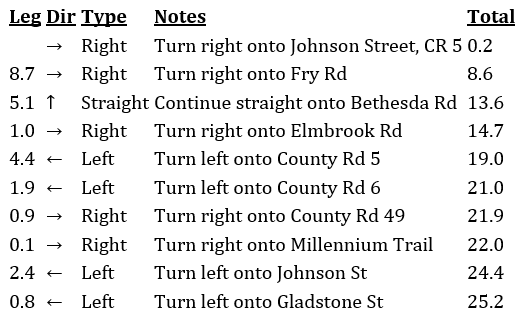 Leg Dir Type Notes Total
→ Right Turn right onto Johnson Street, CR 5 0.2
8.7 → Right Turn right onto Fry Rd 8.6
5.1 ↑ Straight Continue straight onto Bethesda Rd 13.6
1.0 → Right Turn right onto Elmbrook Rd 14.7
4.4 ← Left Turn left onto County Rd 5 19.0
1.9 ← Left Turn left onto County Rd 6 21.0
0.9 → Right Turn right onto County Rd 49 21.9
0.1 → Right Turn right onto Millennium Trail 22.0
2.4 ← Left Turn left onto Johnson St 24.4
0.8 ← Left Turn left onto Gladstone St 25.2